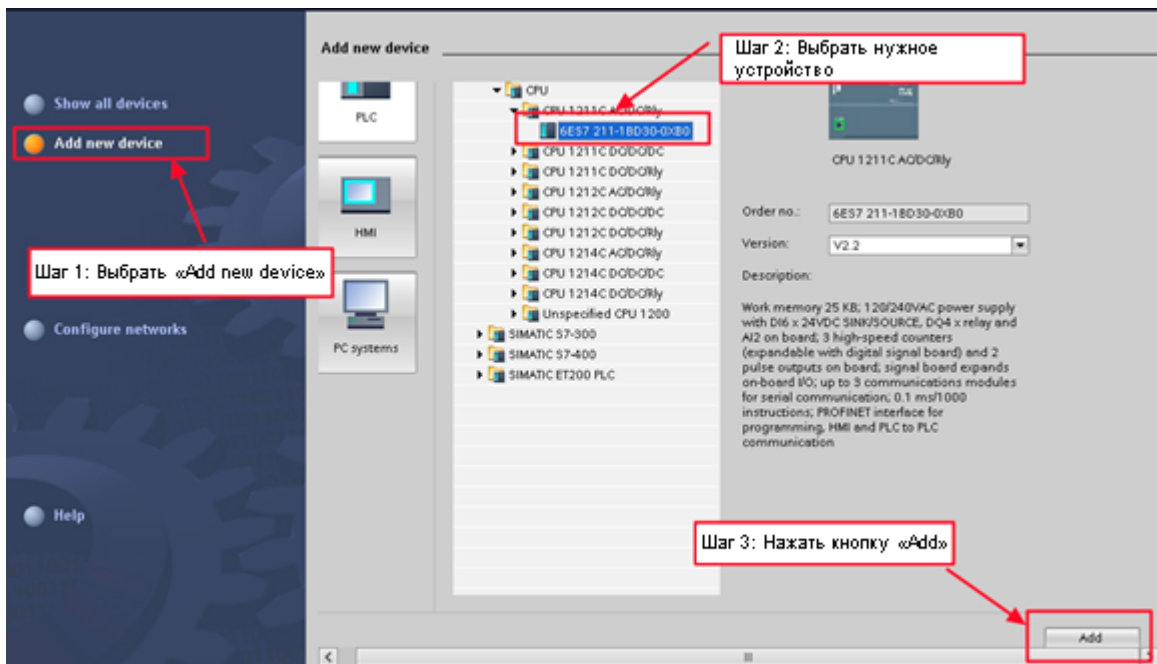 Add new device
Шаг 2: Выбрать нужное
устройство
Show all devices
Add new device
Шаг 1: Выбрать «Add new device»
Configure networks
Help
PLC
HMI
PC systems
CPU
CPU 1211C AC/DC/Rly
6ES7 211-1BD30-0XB0
CPU 1211C DC/DC/DC
CPU 1211C DC/DC/Rly
CPU 1212C AC/DC/Rly
CPU 1212C DC/DC/DC
CPU 1212C DC/DC/Rly
CPU 1214C AC/DC/Rly
CPU 1214C DC/DC/DC
CPU 1214C DC/DC/Rly
Unspecified CPU 1200
SIMATIC S7-300
SIMATIC S7-400
SIMATIC ET200 PLC
CPU 1211C AC/DC/Rly
Order no.: 6ES7 211-1BD30-0XB0
Version: V2.2
Description:
Work memory 25 KB; 120/240VAC power supply
with DI6 x 24VDC SINK/SOURCE, DQ4 x relay and
AI2 on board; 3 high-speed counters
(expandable with digital signal board) and 2
pulse outputs on board; signal board expands
on-board I/O; up to 3 communications modules
for serial communication; 0.1 ms/1000
instructions; PROFINET interface for
programming, HMI and PLC to PLC
communication
Шаг 3: Нажать кнопку «Add»
Add